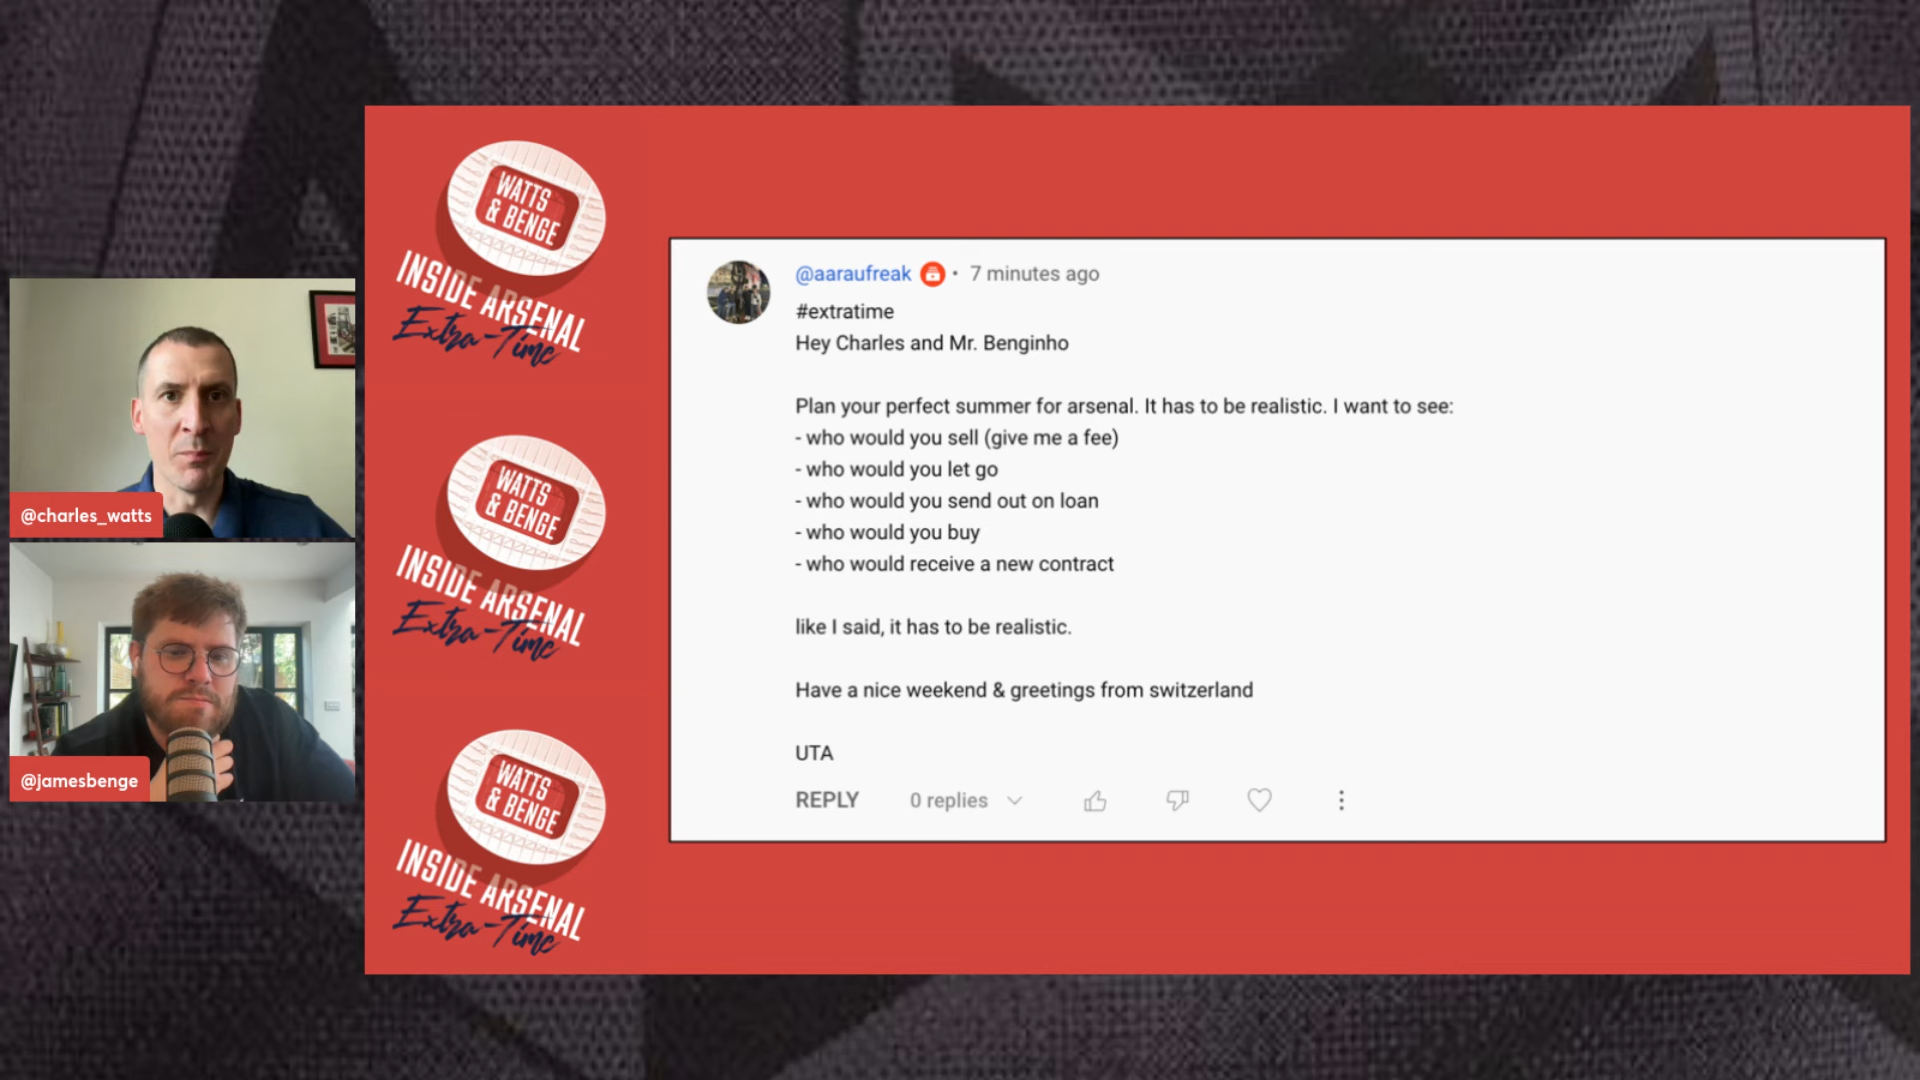 WATTS
& BENGE
INSIDE ARSENAL
Extra-Time
WATTS
& BENGE
INSIDE ARSENAL
Extra-Time
WATTS
& BENGE
INSIDE ARSENAL
Extra-Time
@charles_watts
@jamesbenge
@aaraufreak • 7 minutes ago
#extratime
Hey Charles and Mr. Benginho
Plan your perfect summer for arsenal. It has to be realistic. I want to see:
- who would you sell (give me a fee)
- who would you let go
- who would you send out on loan
- who would you buy
- who would receive a new contract
like I said, it has to be realistic.
Have a nice weekend & greetings from switzerland
UTA
REPLY 0 replies